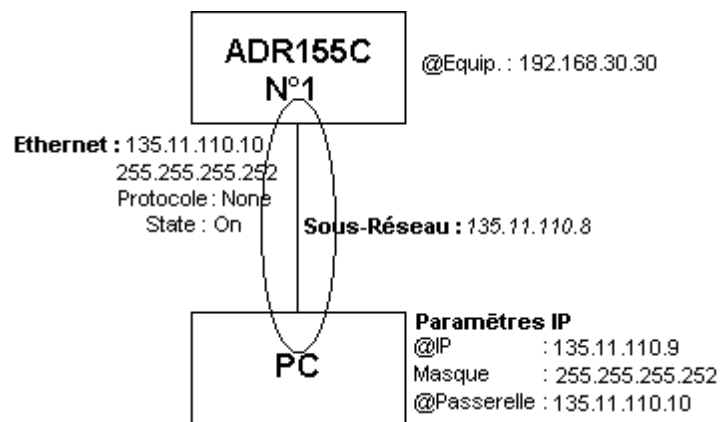 ADR155C
N°1
@Equip. : 192.168.30.30
Ethernet : 135.11.110.10
255.255.255.252
Protocole : None
State : On
Sous-Réseau : 135.11.110.8
PC
Paramētres IP
@IP : 135.11.110.9
Masque : 255.255.255.252
@Passerelle : 135.11.110.10